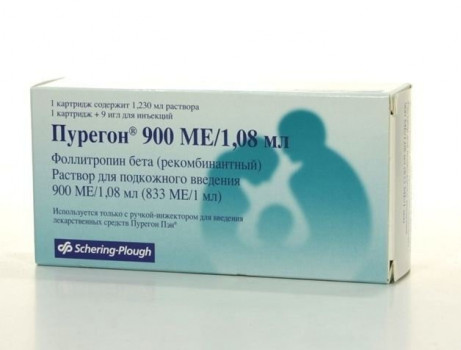 1 картридж содержит 1,230 мл раствора
1 картридж + 9 игл для инъекций
Пурегон® 900 МЕ/1,08 мл
Фоллитропин бета (рекомбинантный)
Раствор для подкожного введения
900 МЕ/1,08 мл (833 МЕ/1 мл)
Используется только с ручкой-инжектором для введения
лекарственных средств Пурегон Пэн®
Schering-Plough